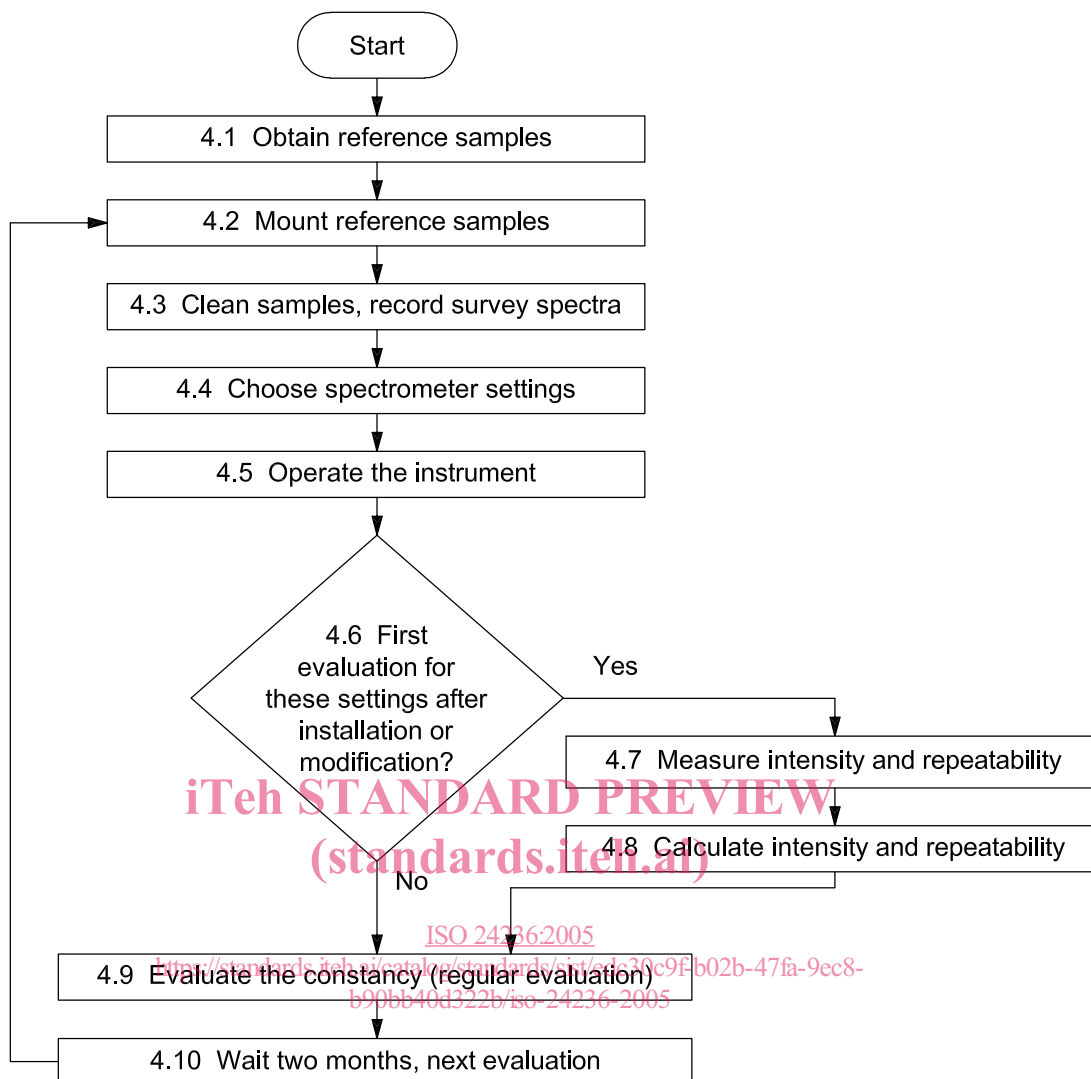 Start
4.1 Obtain reference samples
4.2 Mount reference samples
4.3 Clean samples, record survey spectra
4.4 Choose spectrometer settings
4.5 Operate the instrument
4.6 First
evaluation for
these settings after
installation or
modification?
Yes
4.7 Measure intensity and repeatability
iTeh STANDARD PREVIEW
4.8 Calculate intensity and repeatability
(standards.iteh.ai)
No
ISO 24236:2005
4.9 Evaluate the constancy (regular evaluation)
b90bb40d322b/iso-24236-2005
4.10 Wait two months, next evaluation